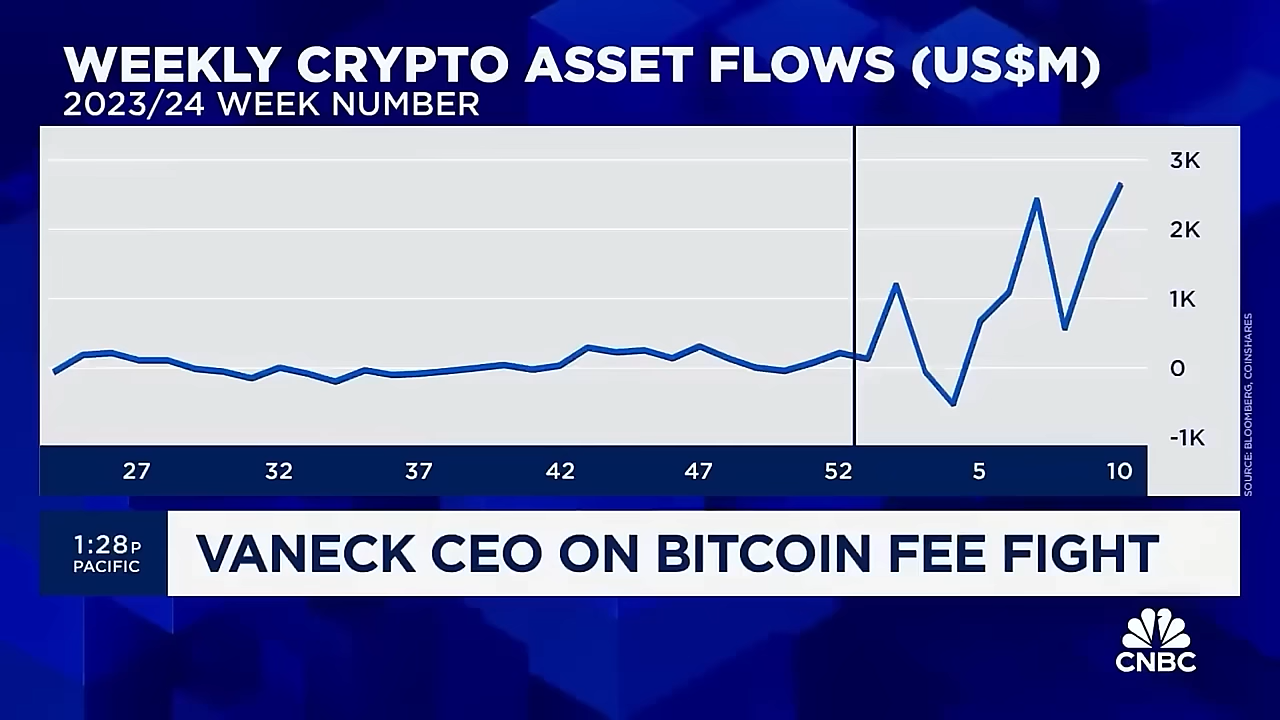 WEEKLY CRYPTO ASSET FLOWS (US$M)
2023/24 WEEK NUMBER
3K
2K
1K
0
-1K
27 32 37 42 47 52 5 10
SOURCE: BLOOMBERG, COINSHARES
1:28P
PACIFIC
VANECK CEO ON BITCOIN FEE FIGHT
CNBC